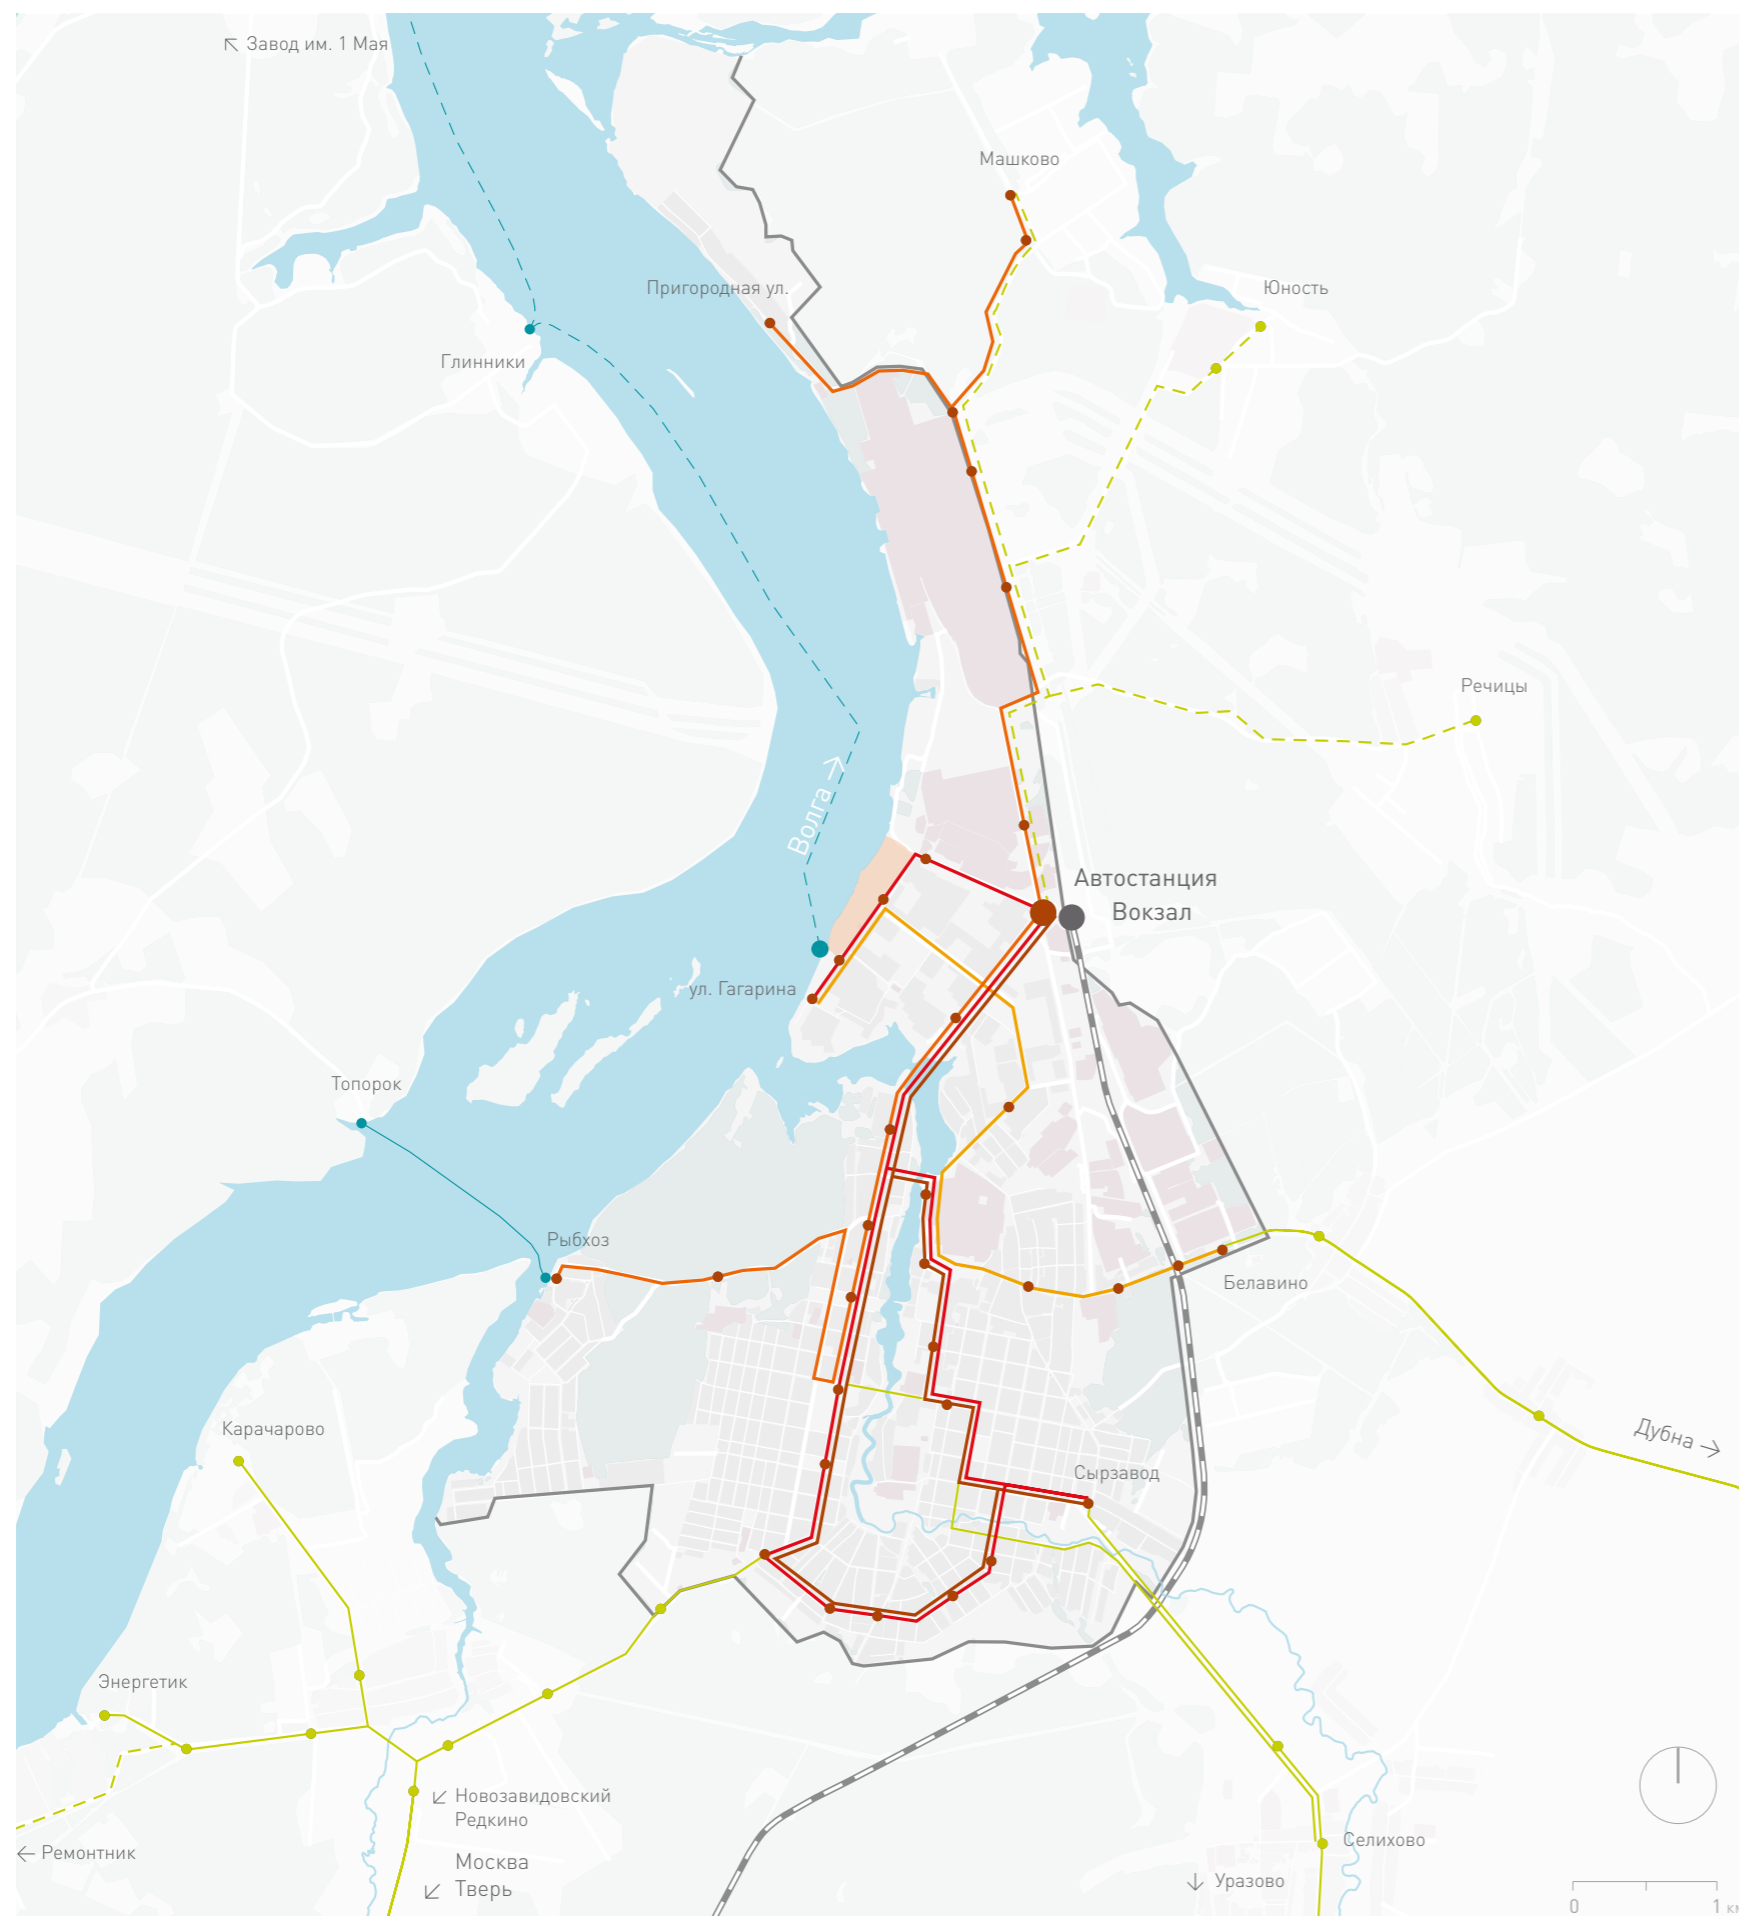 Завод им. 1 Мая
Машково
Пригородная ул.
Юность
Глинники
Речицы
Волга
Автостанция
Вокзал
ул. Гагарина
Топорок
Рыбхоз
Белавино
Карачарово
Дубна
Сырзавод
Энергетик
Новозавидовский
Редкино
Ремонтник
Москва
Тверь
Селихово
Уразово
0 1 км